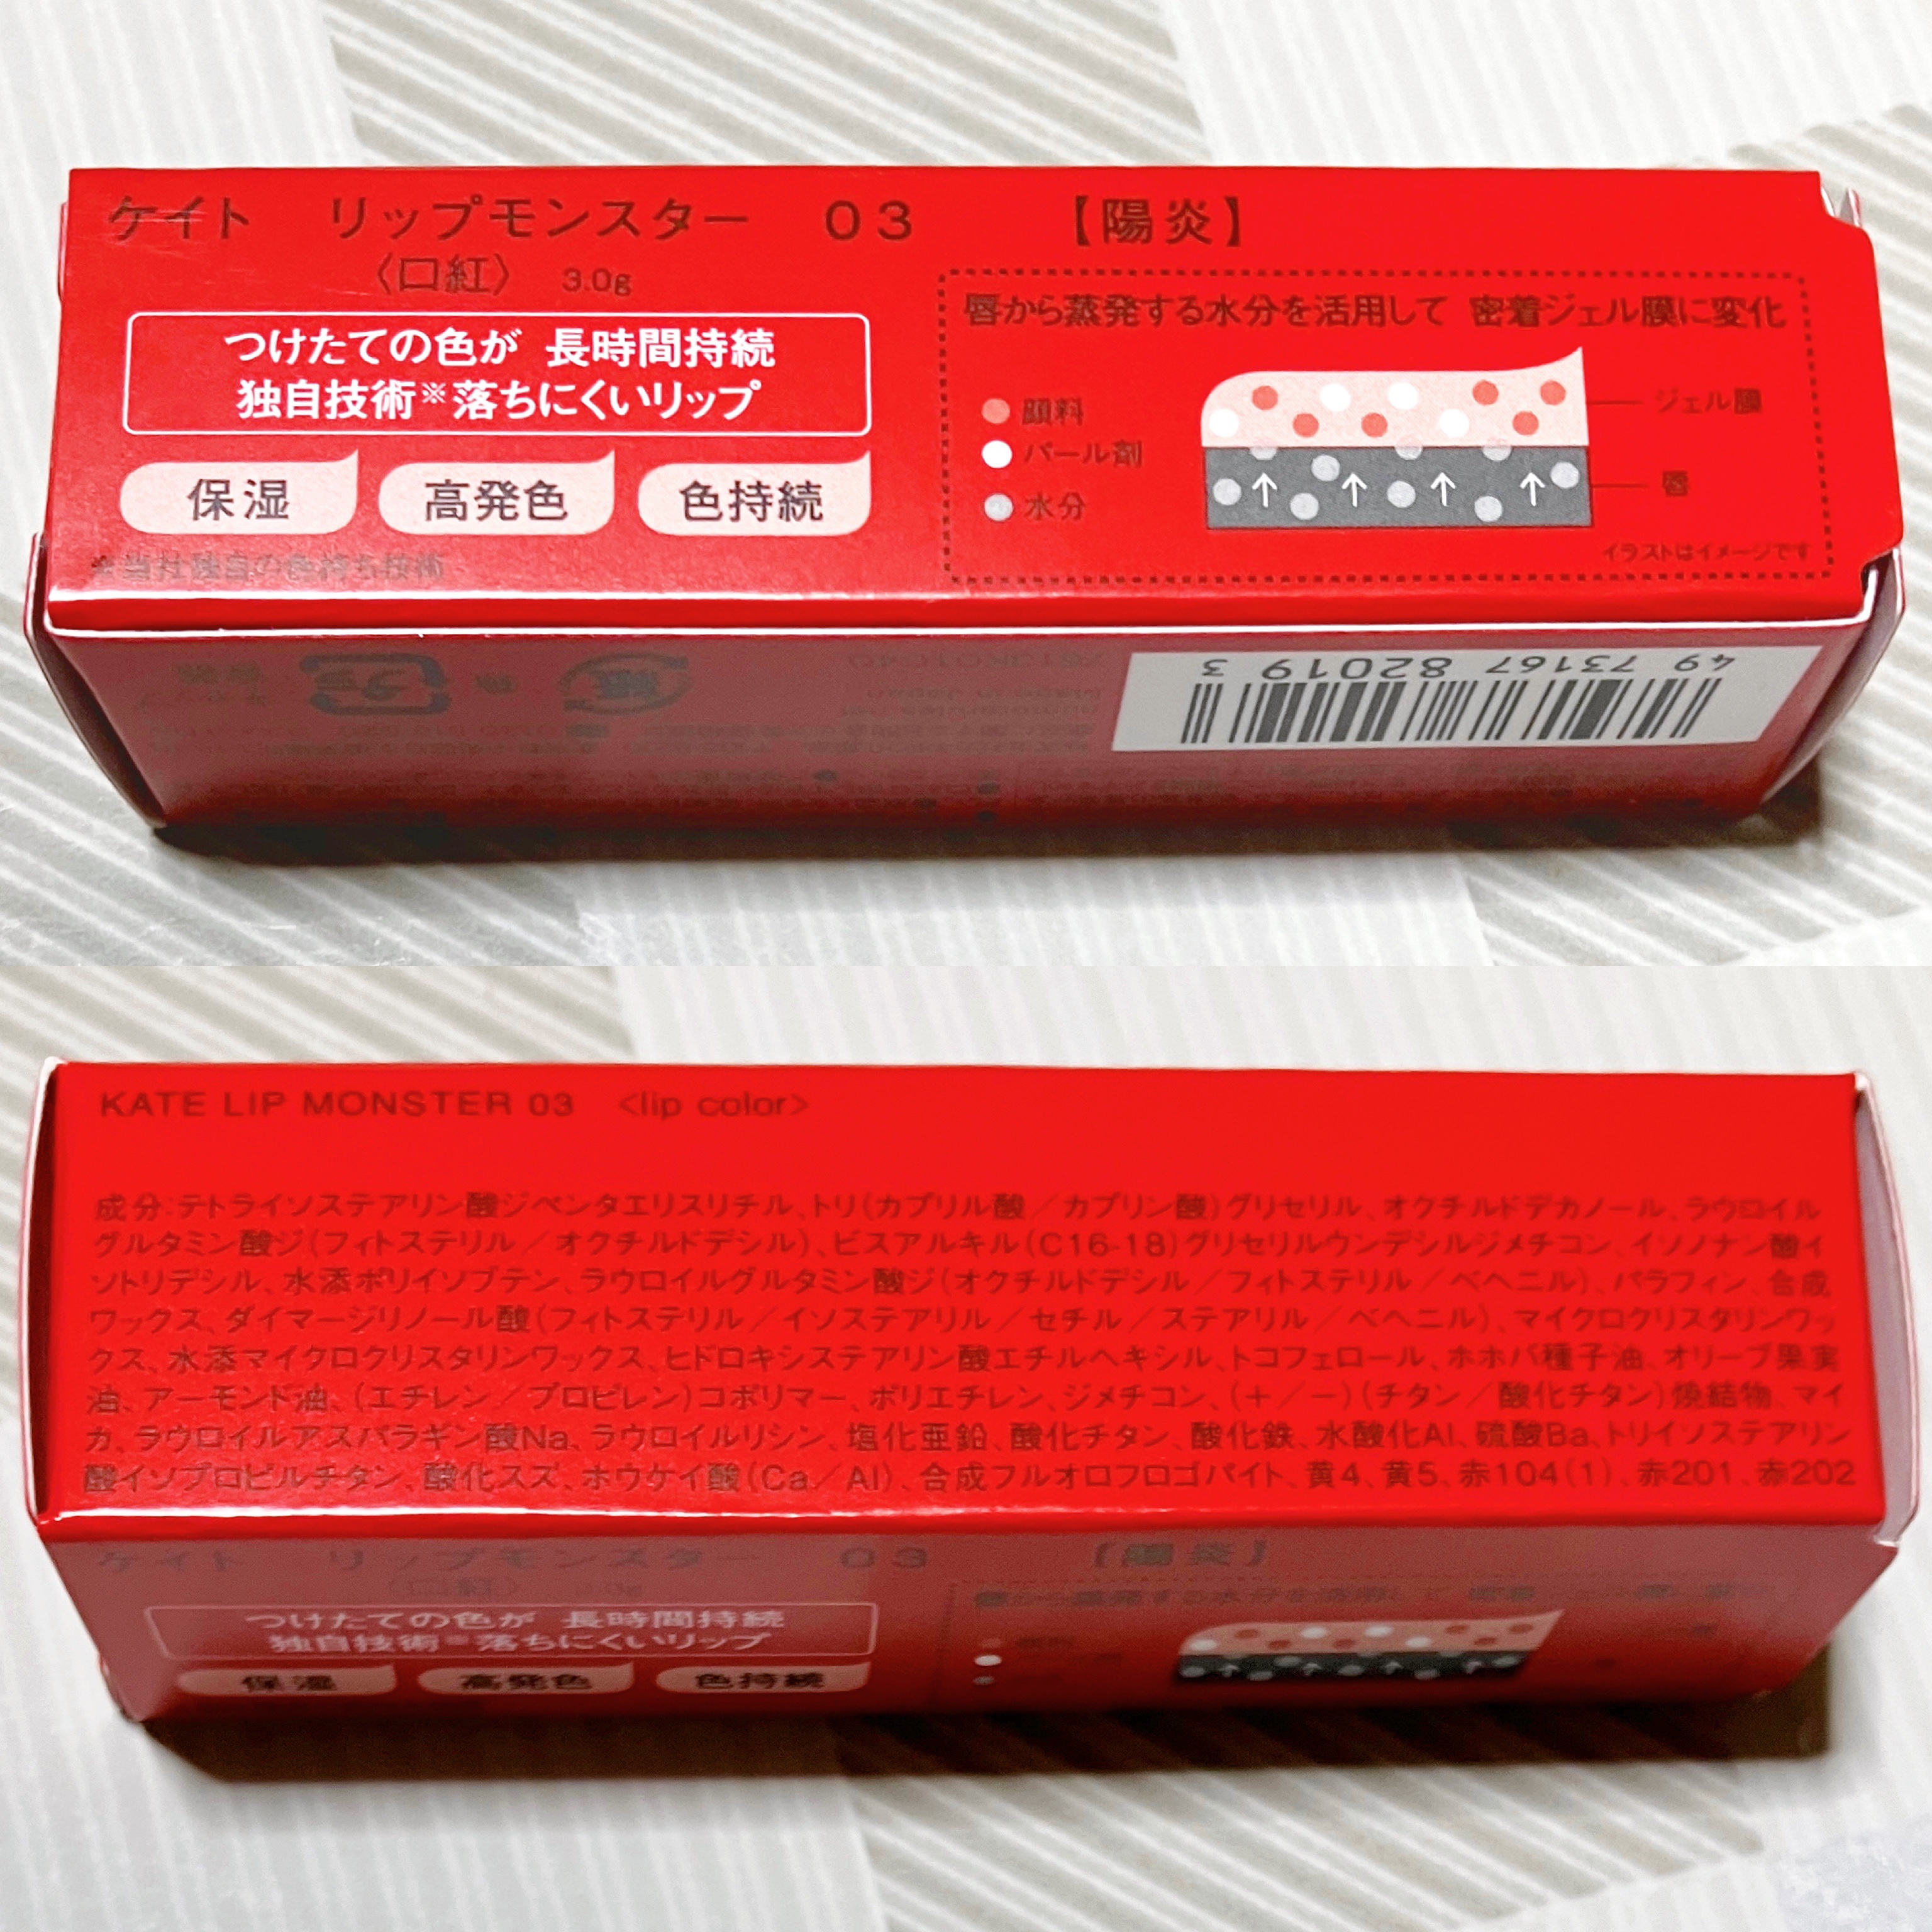 ケイト リップモンスター 03 【陽炎】
〈口紅〉 3.0g
つけたての色が 長時間持続
独自技術※落ちにくいリップ
保湿 高発色 色持続
※当社独自の色持ち技術
唇から蒸発する水分を活用して 密着ジェル膜に変化
顔料
パール剤
水分
ジェル膜
唇
イラストはイメージです
49 73167 82019 3
KATE LIP MONSTER 03 <lip color>
成分:テトライソステアリン酸ジペンタエリスリチル、トリ(カプリル酸/カプリン酸)グリセリル、オクチルドデカノール、ラウロイル
グルタミン酸ジ(フィトステリル/オクチルドデシル)、ビスアルキル(C16-18)グリセリルウンデシルジメチコン、イソノナン酸イ
ソトリデシル、水添ポリイソブテン、ラウロイルグルタミン酸ジ(オクチルドデシル/フィトステリル/ベヘニル)、パラフィン、合成
ワックス、ダイマージリノール酸(フィトステリル/イソステアリル/セチル/ステアリル/ベヘニル)、マイクロクリスタリンワッ
クス、水添マイクロクリスタリンワックス、ヒドロキシステアリン酸エチルヘキシル、トコフェロール、ホホバ種子油、オリーブ果実
油、アーモンド油、(エチレン/プロピレン)コポリマー、ポリエチレン、ジメチコン、(+/−)(チタン/酸化チタン)焼結物、マイ
カ、ラウロイルアスパラギン酸Na、ラウロイルリシン、塩化亜鉛、酸化チタン、酸化鉄、水酸化Al、硫酸Ba、トリイソステアリン
酸イソプロピルチタン、酸化スズ、ホウケイ酸(Ca/Al)、合成フルオロフロゴパイト、黄4、黄5、赤104(1)、赤201、赤202
ケイト リップモンスター 03 【陽炎】
〈口紅〉 3.0g
つけたての色が 長時間持続
独自技術※落ちにくいリップ
保湿 高発色 色持続